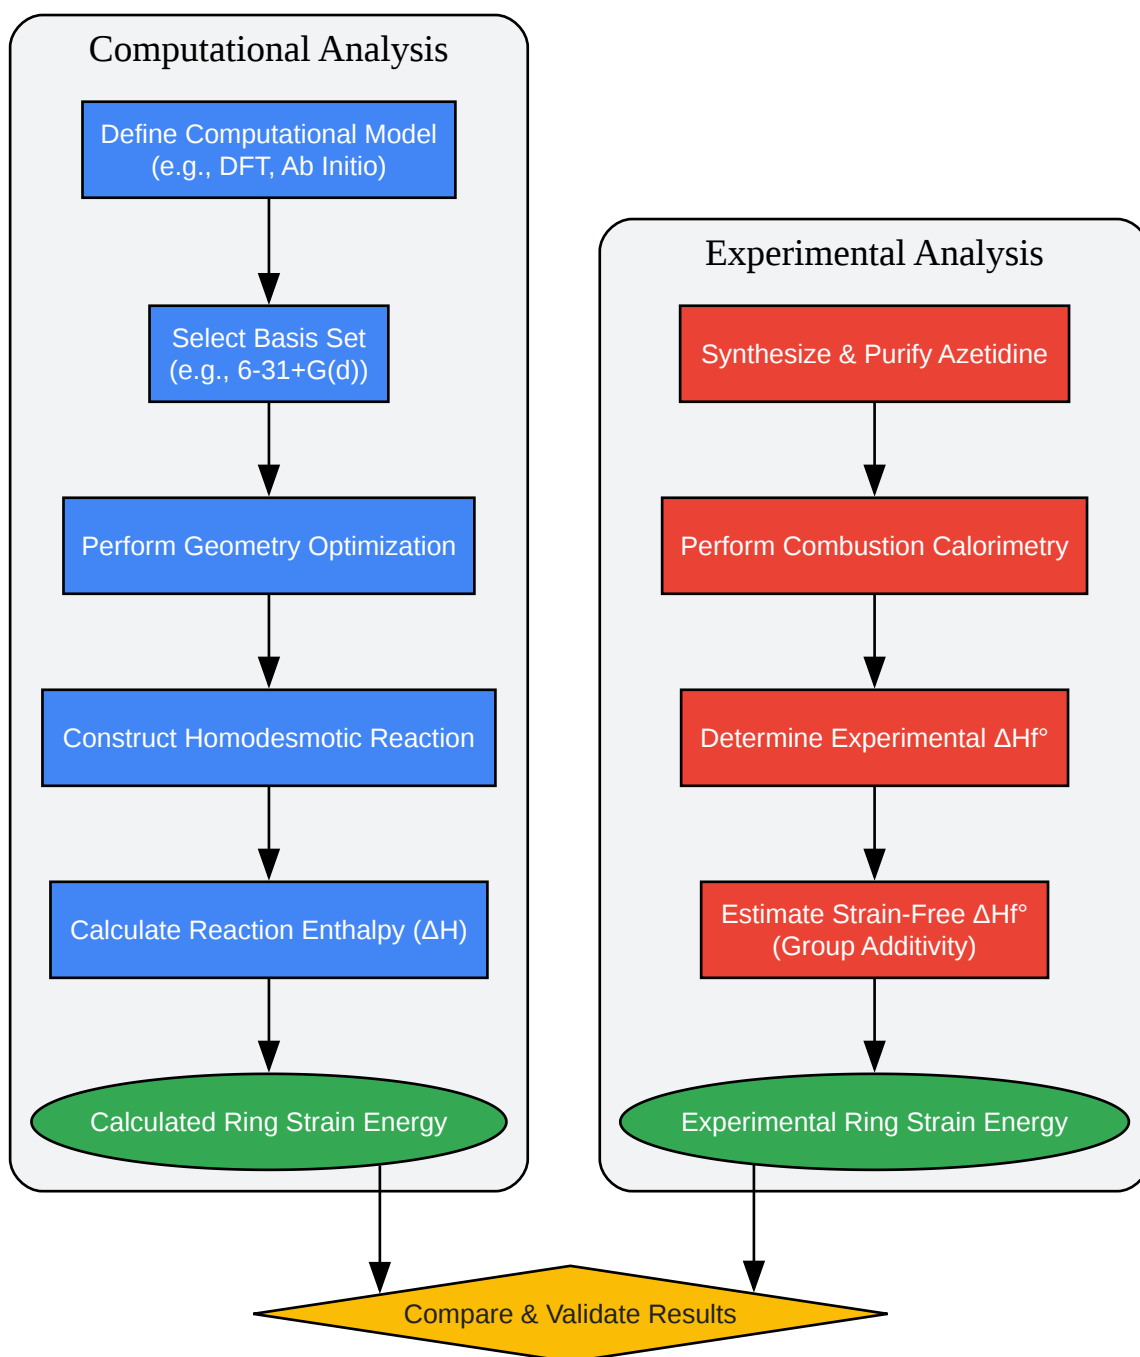 Computational Analysis
Define Computational Model
(e.g., DFT, Ab Initio)
Select Basis Set
(e.g., 6-31+G(d))
Perform Geometry Optimization
Construct Homodesmotic Reaction
Calculate Reaction Enthalpy (ΔH)
Calculated Ring Strain Energy
Experimental Analysis
Synthesize & Purify Azetidine
Perform Combustion Calorimetry
Determine Experimental ΔHf°
Estimate Strain-Free ΔHf°
(Group Additivity)
Experimental Ring Strain Energy
Compare & Validate Results